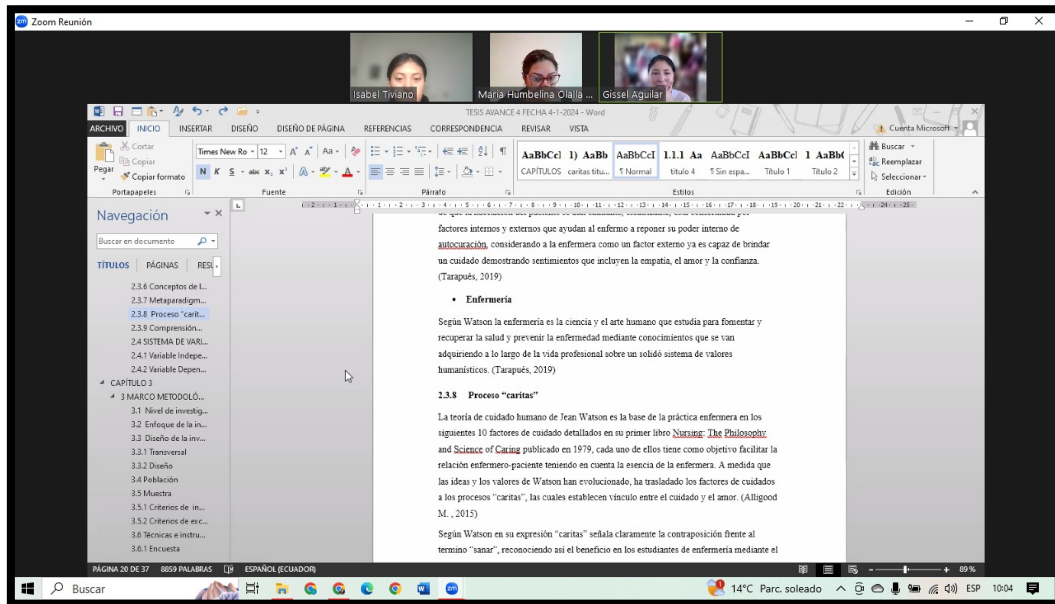 Zoom Reunión
Isabel Tiviano
Maria Humbelina Olalla ...
Gissel Aguilar
TESIS AVANCE 4 FECHA 4-1-2024 - Word
ARCHIVO INICIO INSERTAR DISEÑO DISEÑO DE PÁGINA REFERENCIAS CORRESPONDENCIA REVISAR VISTA
Cuenta Microsoft
Pegar
Cortar
Copiar
Copiar formato
Portapapeles
Times New Ro 12
N K S abc x₂ x²
Fuente
Párrafo
AaBbCcl 1) AaBb AaBbCcI 1.1.1 Aa AaBbCcI AaBbCcl 1 AaBb(
CAPÍTULOS caritas titu... ¶ Normal titulo 4 ¶ Sin espa... Título 1 Título 2
Estilos
Buscar
Reemplazar
Seleccionar
Edición
Navegación
Buscar en documento
TÍTULOS PÁGINAS RESU
2.3.6 Conceptos de l...
2.3.7 Metaparadigm...
2.3.8 Proceso "carit...
2.3.9 Comprensión...
2.4 SISTEMA DE VARI...
2.4.1 Variable Indepe...
2.4.2 Variable Depen...
CAPÍTULO 3
3 MARCO METODOLÓ...
3.1 Nivel de investig...
3.2 Enfoque de la in...
3.3 Diseño de la inv...
3.3.1 Transversal
3.3.2 Diseño
3.4 Población
3.5 Muestra
3.5.1 Criterios de in...
3.5.2 Criterios de exc...
3.6 Técnicas e instru...
3.6.1 Encuesta
factores internos y externos que ayudan al enfermo a reponer su poder interno de
autocuración, considerando a la enfermera como un factor externo ya es capaz de brindar
un cuidado demostrando sentimientos que incluyen la empatía, el amor y la confianza.
(Tarapués, 2019)
• Enfermería
Según Watson la enfermería es la ciencia y el arte humano que estudia para fomentar y
recuperar la salud y prevenir la enfermedad mediante conocimientos que se van
adquiriendo a lo largo de la vida profesional sobre un solidó sistema de valores
humanísticos. (Tarapués, 2019)
2.3.8 Proceso "caritas"
La teoría de cuidado humano de Jean Watson es la base de la práctica enfermera en los
siguientes 10 factores de cuidado detallados en su primer libro Nursing: The Philosophy
and Science of Caring publicado en 1979, cada uno de ellos tiene como objetivo facilitar la
relación enfermero-paciente teniendo en cuenta la esencia de la enfermera. A medida que
las ideas y los valores de Watson han evolucionado, ha trasladado los factores de cuidados
a los procesos "caritas", las cuales establecen vínculo entre el cuidado y el amor. (Alligood
M. , 2015)
Según Watson en su expresión "caritas" señala claramente la contraposición frente al
termino "sanar", reconociendo así el beneficio en los estudiantes de enfermería mediante el
PÁGINA 20 DE 37 8859 PALABRAS ESPAÑOL (ECUADOR)
89%
Buscar
14°C Parc. soleado
ESP
10:04